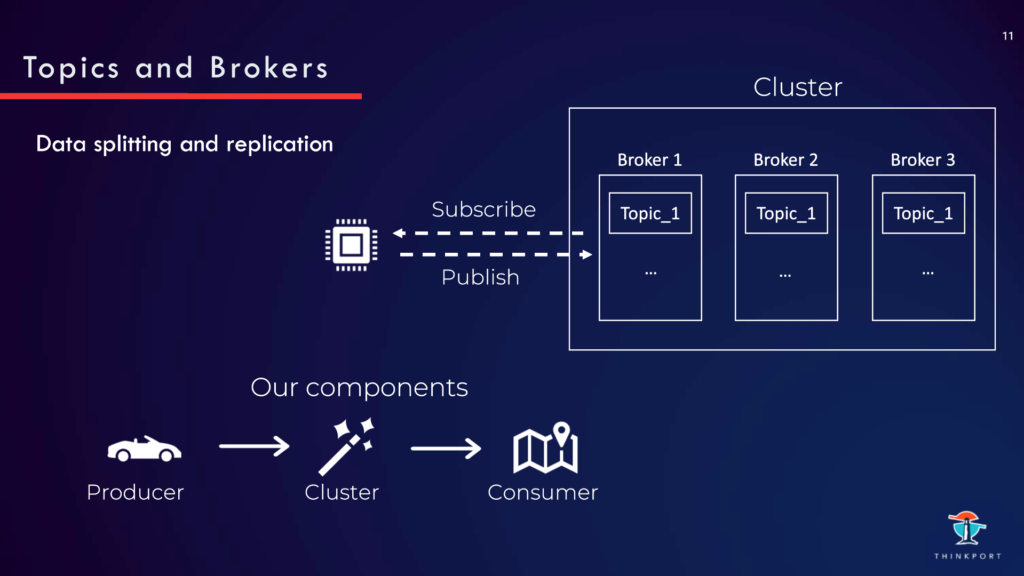 11
Topics and Brokers
Data splitting and replication
Cluster
Broker 1
Broker 2
Broker 3
Topic_1
Topic_1
Topic_1
...
...
...
Subscribe
Publish
Our components
Producer
Cluster
Consumer
THINKPORT